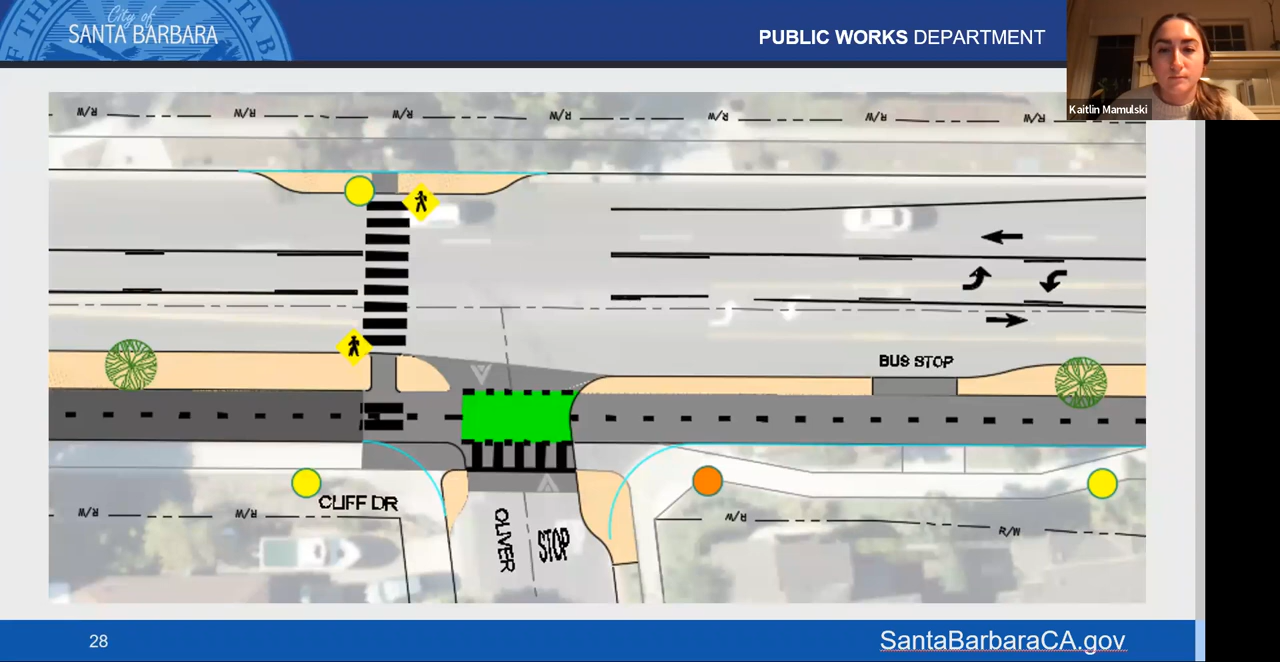 City of
SANTA BARBARA
PUBLIC WORKS DEPARTMENT
Kaitlin Mamulski
R/W R/W R/W R/W R/W R/W R/W
BUS STOP
CLIFF DR
R/W R/W R/W R/W
OLIVER
STOP
28
SantaBarbaraCA.gov